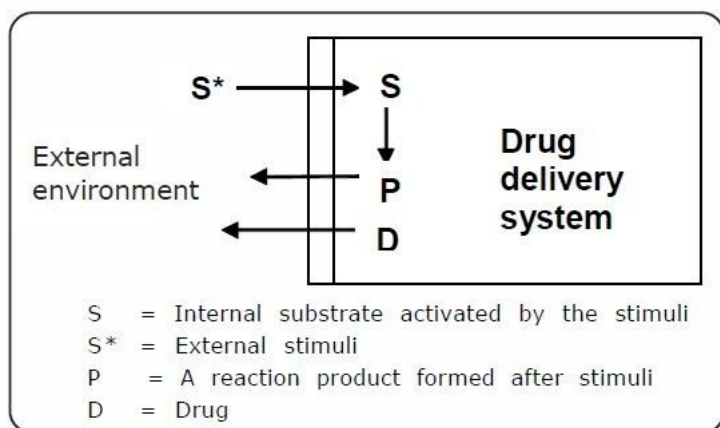 S* S
External
environment
P
D
Drug
delivery
system
S = Internal substrate activated by the stimuli
S* = External stimuli
P = A reaction product formed after stimuli
D = Drug